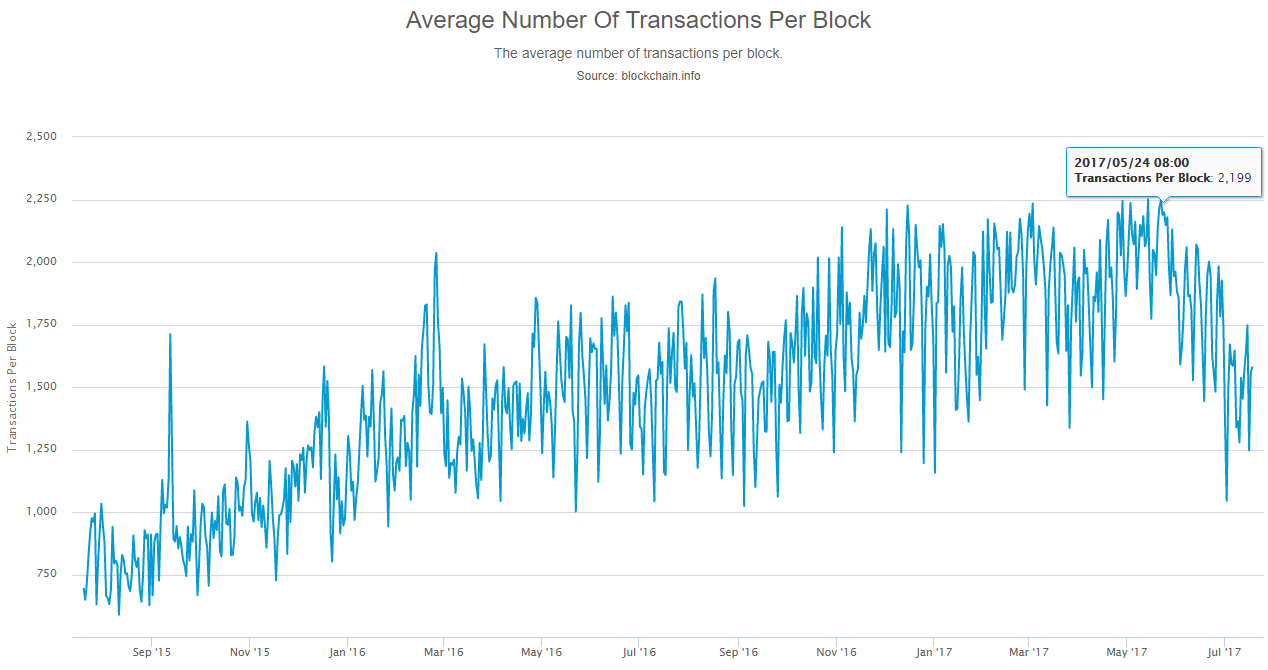 Average Number Of Transactions Per Block
The average number of transactions per block.
Source: blockchain.info
2,500
2,250
2,000
1,750
1,500
1,250
1,000
750
Transactions Per Block
2017/05/24 08:00
Transactions Per Block: 2,199
Sep '15
Nov '15
Jan '16
Mar '16
May '16
Jul '16
Sep '16
Nov '16
Jan '17
Mar '17
May '17
Jul '17